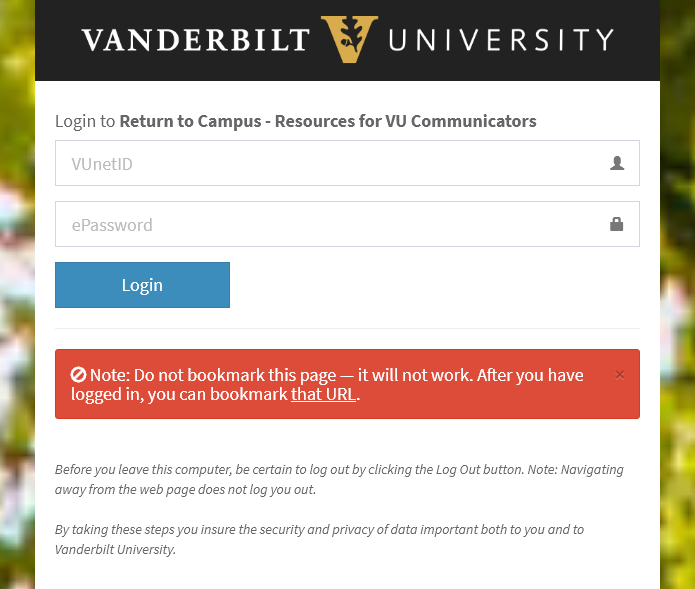 VANDERBILT V UNIVERSITY
Login to Return to Campus - Resources for VU Communicators
VUnetID
ePassword
Login
Note: Do not bookmark this page — it will not work. After you have
logged in, you can bookmark that URL.
×
Before you leave this computer, be certain to log out by clicking the Log Out button. Note: Navigating
away from the web page does not log you out.
By taking these steps you insure the security and privacy of data important both to you and to
Vanderbilt University.